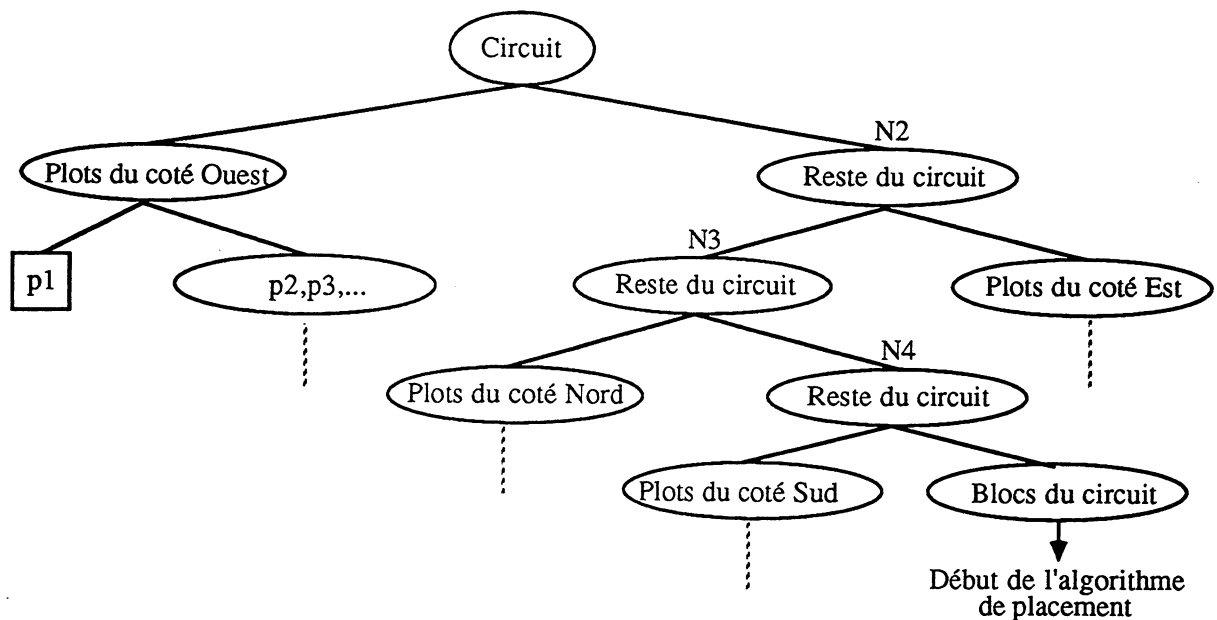 Circuit
N2
Plots du coté Ouest
Reste du circuit
N3
p1
p2,p3,...
Reste du circuit
Plots du coté Est
N4
Plots du coté Nord
Reste du circuit
Plots du coté Sud
Blocs du circuit
Début de l'algorithme
de placement